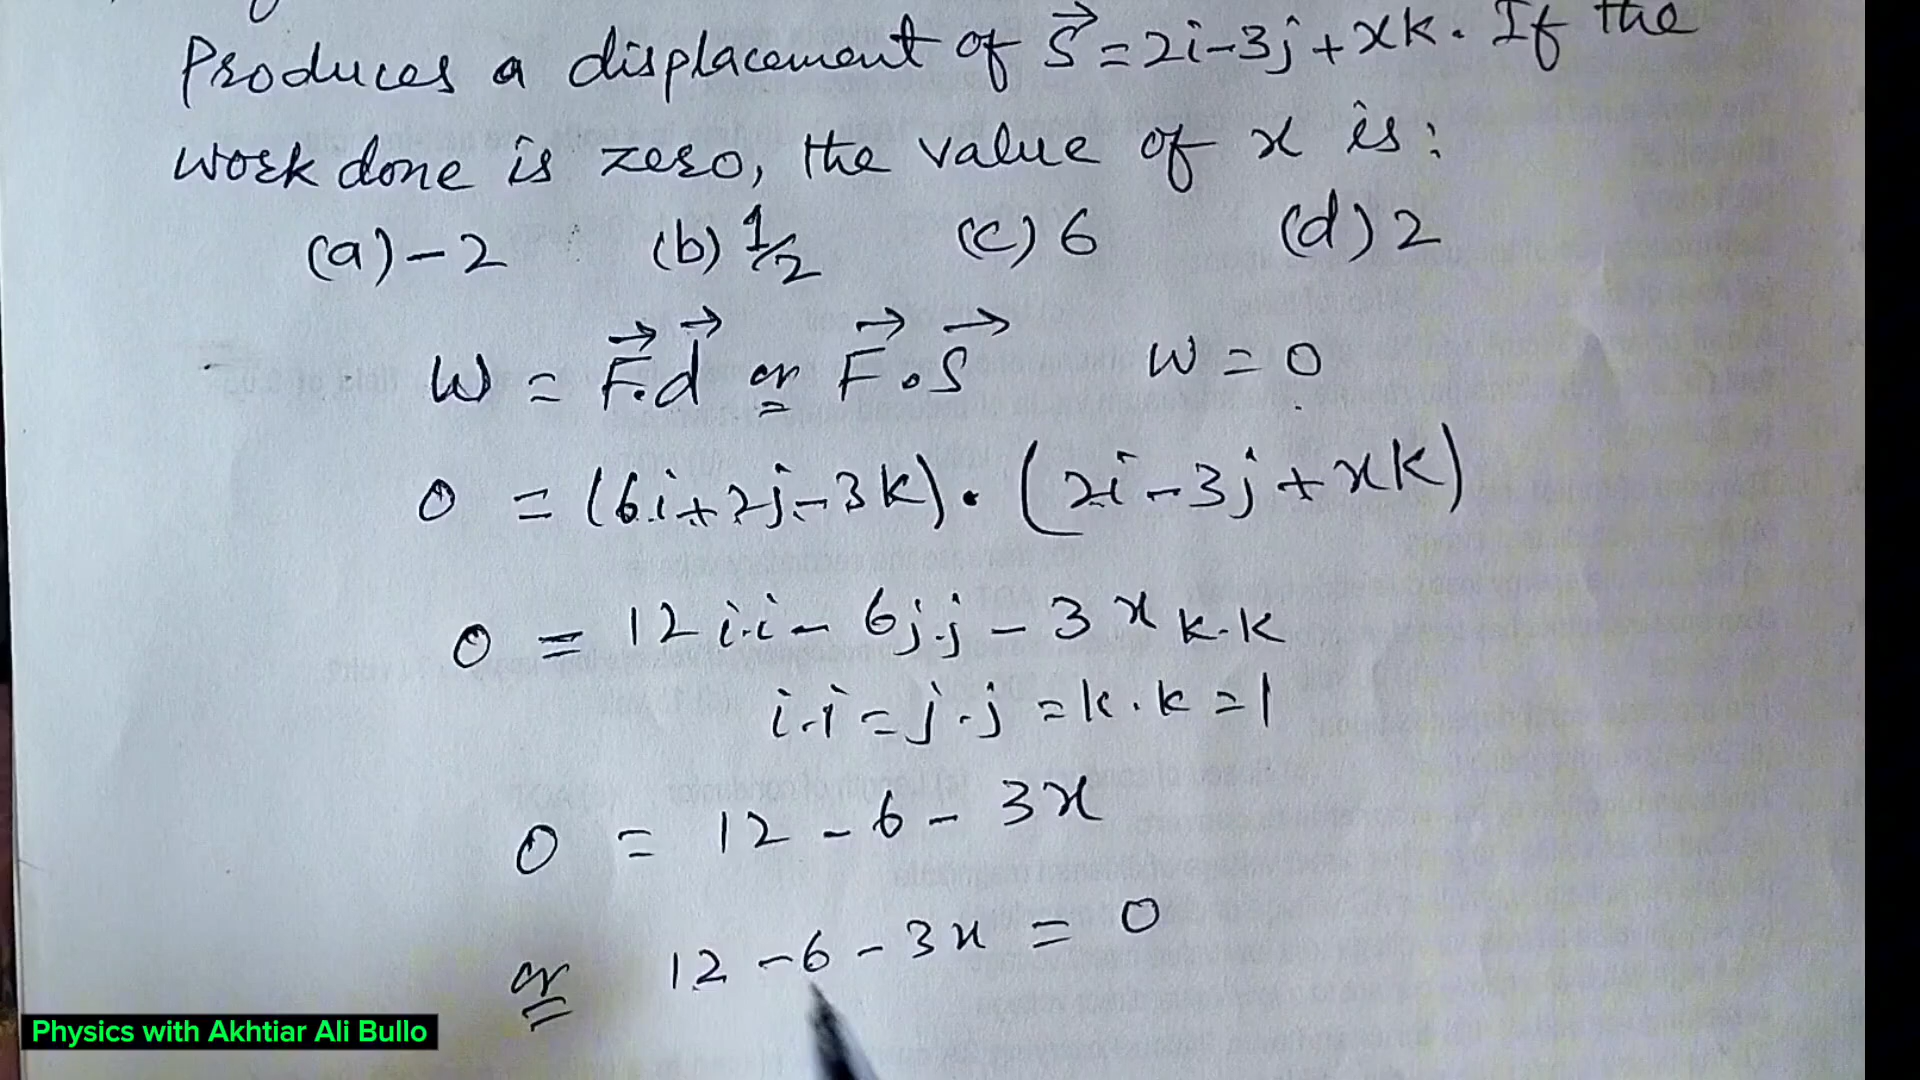 Produces a displacement of S⃗ = 2i-3j+xk. If the
work done is zero, the value of x is:
(a) -2 (b) 1/2 (c) 6 (d) 2
W = F⃗.d⃗ or F⃗.S⃗ W = 0
0 = (6i+2j-3k).(2i-3j+xk)
0 = 12 i.i - 6j.j - 3x k.k
i.i = j.j = k.k = 1
0 = 12 - 6 - 3x
or 12 - 6 - 3x = 0
Physics with Akhtiar Ali Bullo